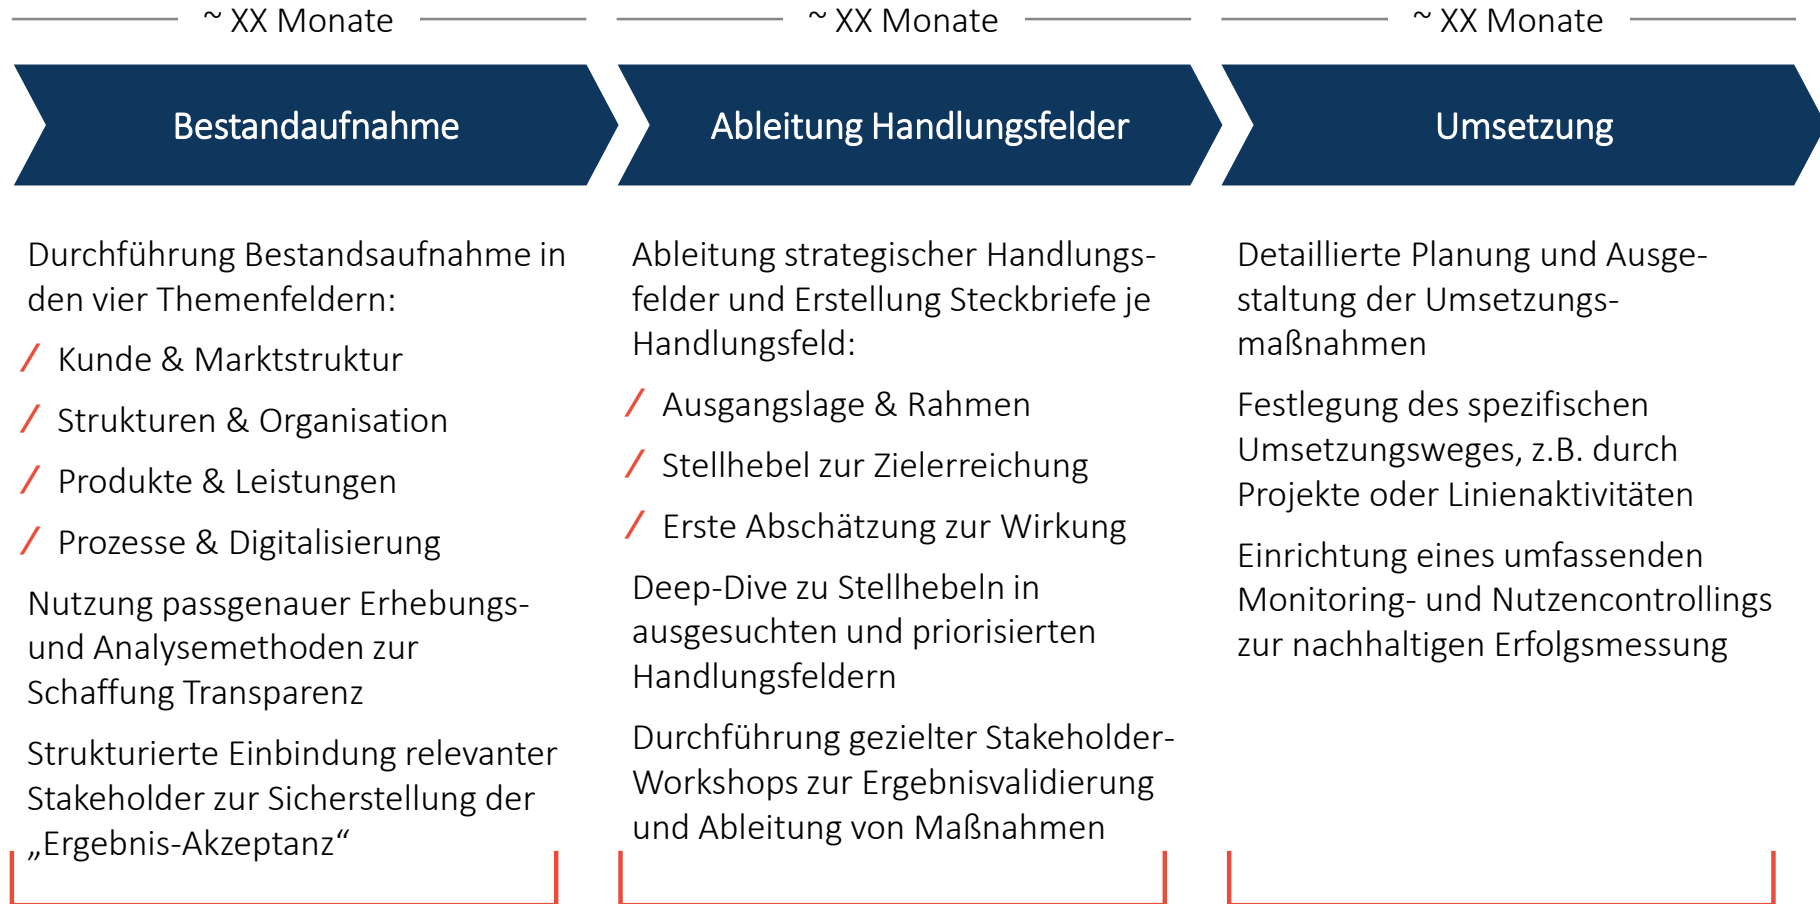 ~ XX Monate
~ XX Monate
~ XX Monate
Bestandaufnahme
Ableitung Handlungsfelder
Umsetzung
Durchführung Bestandsaufnahme in
den vier Themenfeldern:
/ Kunde & Marktstruktur
/ Strukturen & Organisation
/ Produkte & Leistungen
/ Prozesse & Digitalisierung
Nutzung passgenauer Erhebungs-
und Analysemethoden zur
Schaffung Transparenz
Strukturierte Einbindung relevanter
Stakeholder zur Sicherstellung der
„Ergebnis-Akzeptanz“
Ableitung strategischer Handlungs-
felder und Erstellung Steckbriefe je
Handlungsfeld:
/ Ausgangslage & Rahmen
/ Stellhebel zur Zielerreichung
/ Erste Abschätzung zur Wirkung
Deep-Dive zu Stellhebeln in
ausgesuchten und priorisierten
Handlungsfeldern
Durchführung gezielter Stakeholder-
Workshops zur Ergebnisvalidierung
und Ableitung von Maßnahmen
Detaillierte Planung und Ausge-
staltung der Umsetzungs-
maßnahmen
Festlegung des spezifischen
Umsetzungsweges, z.B. durch
Projekte oder Linienaktivitäten
Einrichtung eines umfassenden
Monitoring- und Nutzencontrollings
zur nachhaltigen Erfolgsmessung